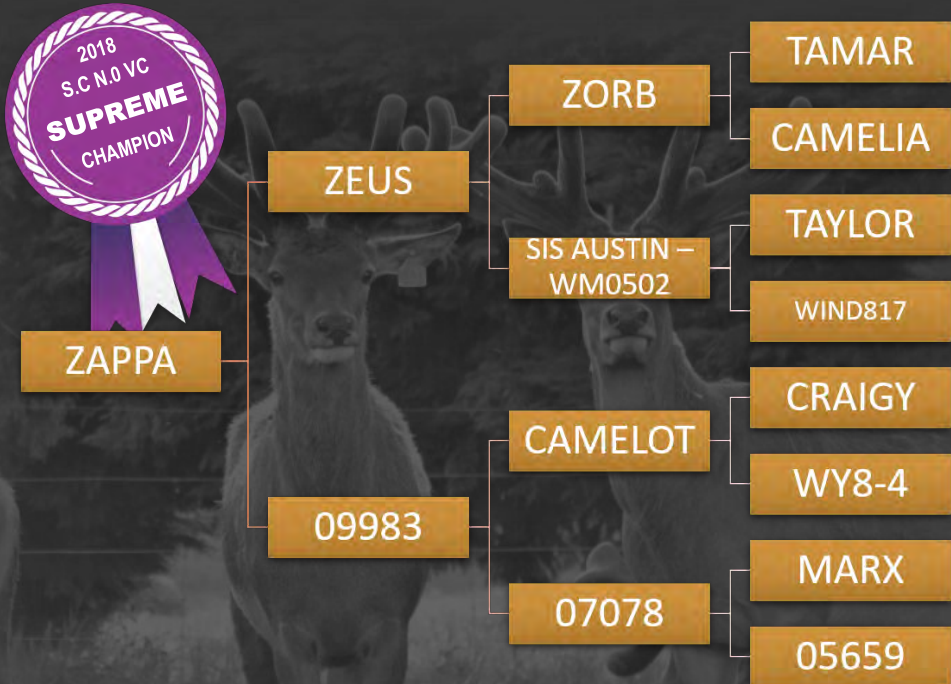 2018
S.C N.0 VC
SUPREME
CHAMPION
ZAPPA
ZEUS
09983
ZORB
SIS AUSTIN –
WM0502
CAMELOT
07078
TAMAR
CAMELIA
TAYLOR
WIND817
CRAIGY
WY8-4
MARX
05659